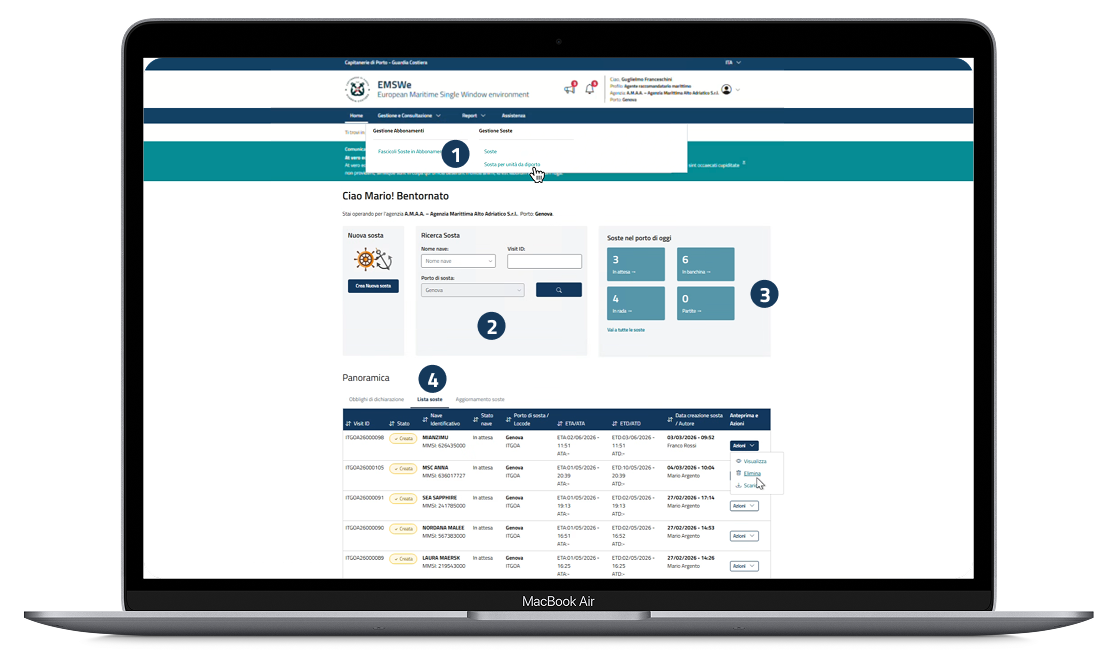 Capitanerie di Porto - Guardia Costiera
ITA
EMSWe
European Maritime Single Window environment
Ciao, Guglielmo Franceschini
Profilo: Agente raccomandatario marittimo
Agenzia: A.M.A.A. - Agenzia Marittima Alto Adriatico S.r.l.
Porto: Genova
Home Gestione e Consultazione Report Assistenza
Gestione Abbonamenti Gestione Soste
Fascicoli Soste in Abbonamento Soste
1
Sosta per unità da diporto
Ciao Mario! Bentornato
Stai operando per l'agenzia A.M.A.A. – Agenzia Marittima Alto Adriatico S.r.l. Porto: Genova.
Nuova sosta
Crea Nuova sosta
Ricerca Sosta
Nome nave: Visit ID:
Nome nave
Porto di sosta:
Genova
2
Soste nel porto di oggi
3 6
In attesa In banchina
4 0
In rada Partito
Vai a tutte le soste
3
Panoramica
4
Obblighi di dichiarazione Lista soste Aggiornamento soste
Visit ID Stato Nave Identificativo Stato nave Porto di sosta / Locode ETA/ATA ETD/ATD Data creazione sosta / Autore Anteprima e Azioni
ITGOA26000098 Creata MIANZIMU In attesa Genova ETA:02/06/2026 - ETD:03/06/2026 - 03/03/2026 - 09:52
MMSI: 626435000 ITGOA 11:51 11:51 Franco Rossi Azioni
ATA:- ATD:-
Visualizza
Elimina
ITGOA26000105 Creata MSC ANNA In attesa Genova ETA:01/05/2026 - ETD:10/05/2026 - 04/03/2026 - 10:04
MMSI: 636017727 ITGOA 20:39 20:39 Mario Argento
ATA:- ATD:-
ITGOA26000091 Creata SEA SAPPHIRE In attesa Genova ETA:01/05/2026 - ETD:02/05/2026 - 27/02/2026 - 17:14
MMSI: 241785000 ITGOA 19:13 19:13 Mario Argento Azioni
ATA:- ATD:-
ITGOA26000090 Creata NORDANA MALEE In attesa Genova ETA:01/05/2026 - ETD:02/05/2026 - 27/02/2026 - 14:53
MMSI: 567383000 ITGOA 16:51 16:52 Mario Argento Azioni
ATA:- ATD:-
ITGOA26000089 Creata LAURA MAERSK In attesa Genova ETA:01/05/2026 - ETD:02/05/2026 - 27/02/2026 - 14:26
MMSI: 219543000 ITGOA 16:25 16:25 Mario Argento Azioni
ATA:- ATD:-
MacBook Air